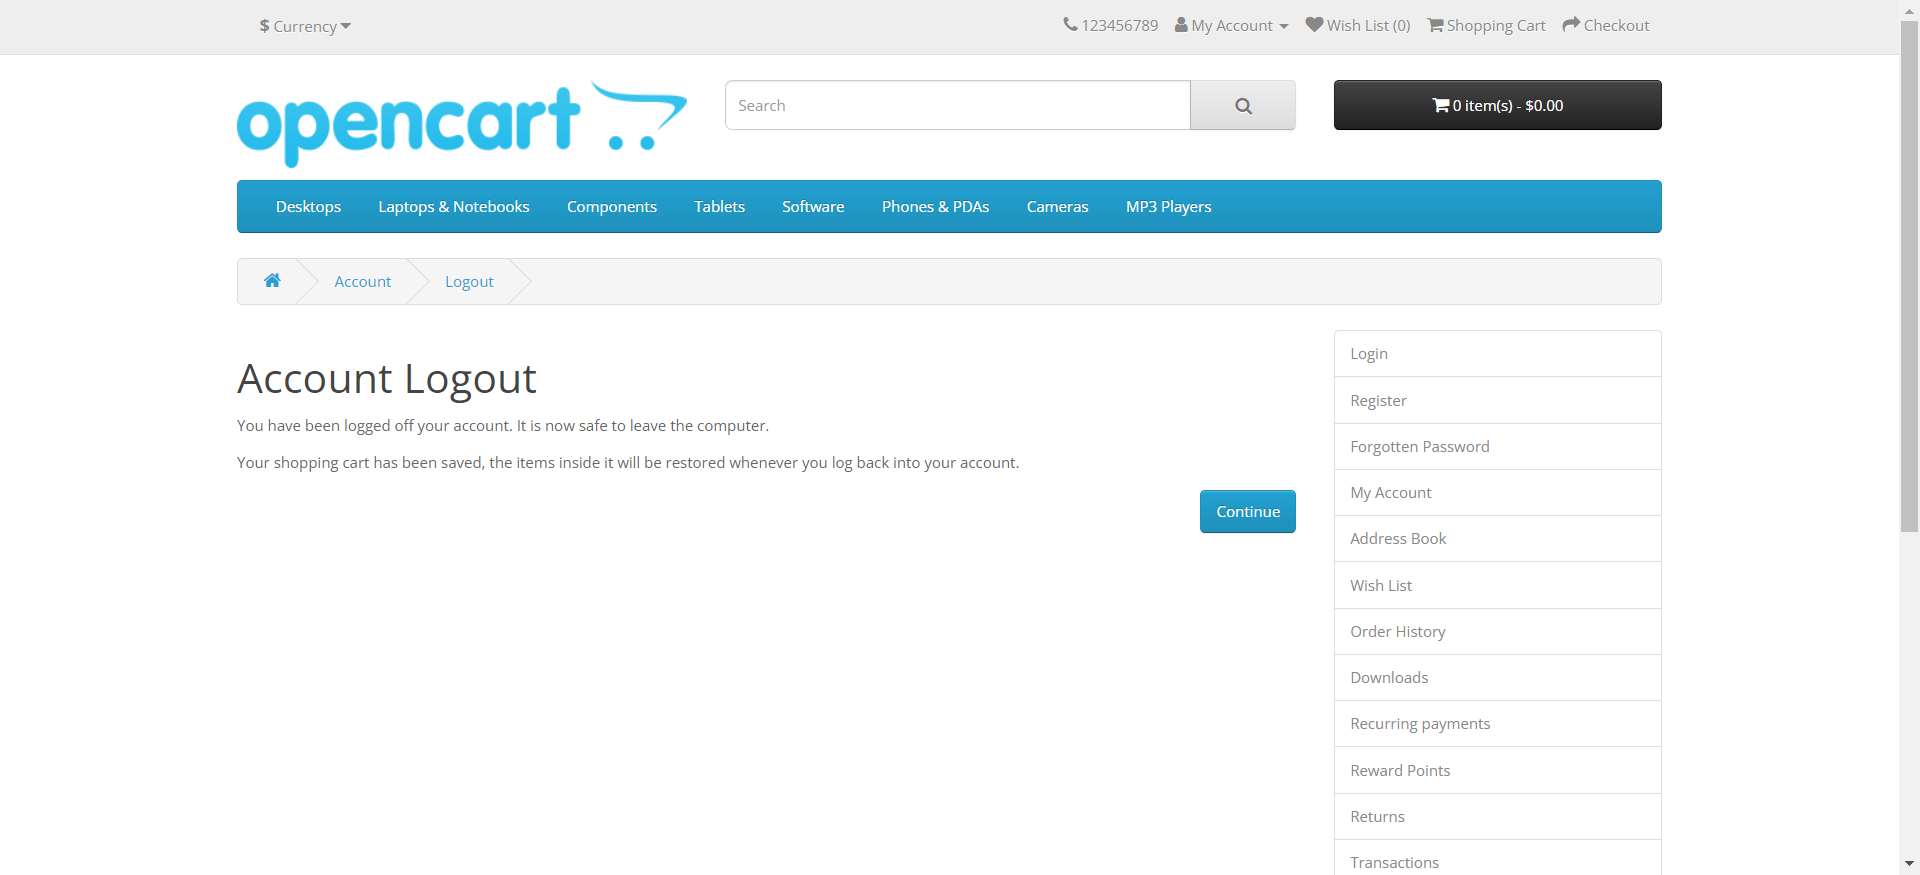 $ Currency
123456789 My Account Wish List (0) Shopping Cart Checkout
opencart
Search
0 item(s) - $0.00
Desktops Laptops & Notebooks Components Tablets Software Phones & PDAs Cameras MP3 Players
Account Logout
Account Logout
You have been logged off your account. It is now safe to leave the computer.
Your shopping cart has been saved, the items inside it will be restored whenever you log back into your account.
Continue
Login
Register
Forgotten Password
My Account
Address Book
Wish List
Order History
Downloads
Recurring payments
Reward Points
Returns
Transactions